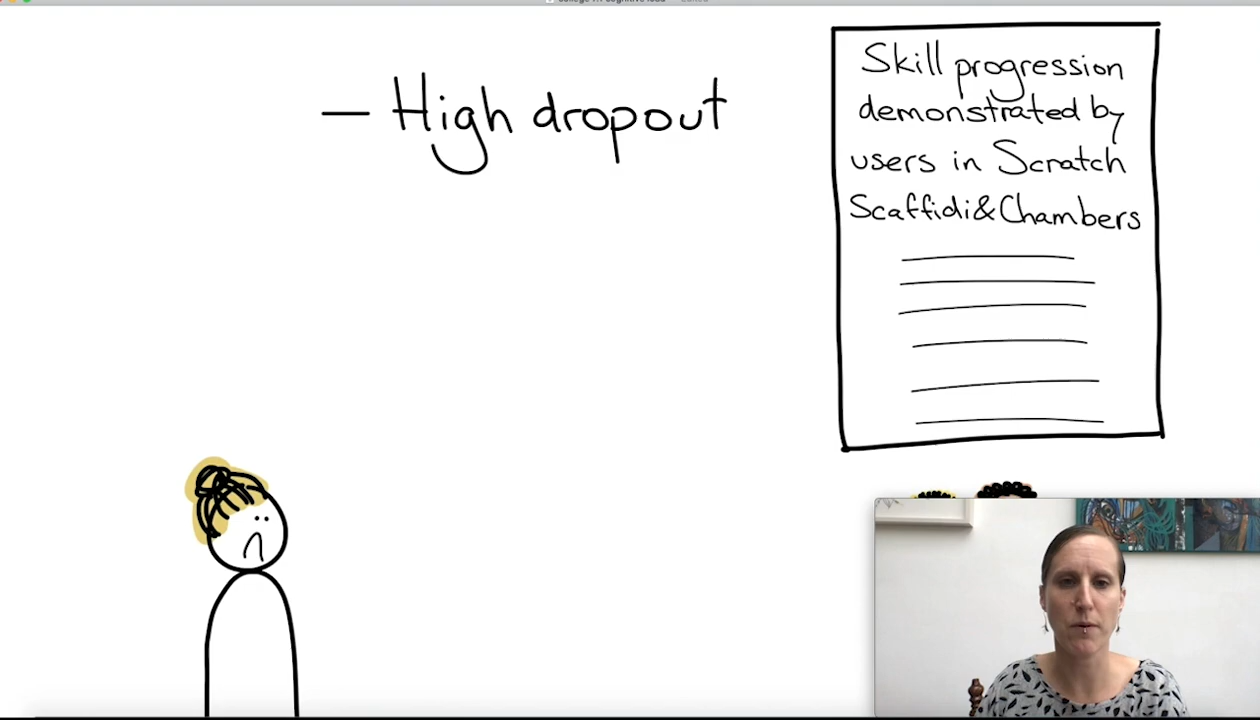 — High dropout
Skill progression
demonstrated by
users in Scratch
Scaffidi & Chambers